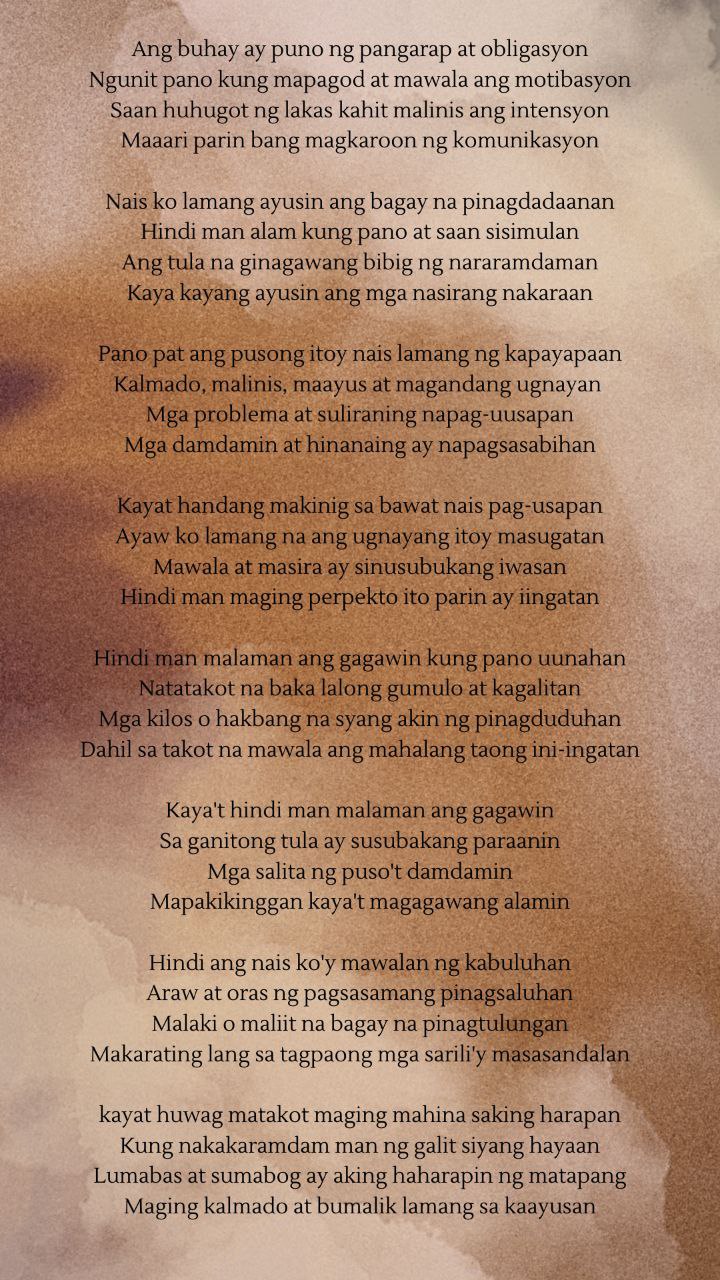 Ang buhay ay puno ng pangarap at obligasyon
Ngunit pano kung mapagod at mawala ang motibasyon
Saan huhugot ng lakas kahit malinis ang intensyon
Maaari parin bang magkaroon ng komunikasyon
Nais ko lamang ayusin ang bagay na pinagdadaanan
Hindi man alam kung pano at saan sisimulan
Ang tula na ginagawang bibig ng nararamdaman
Kaya kayang ayusin ang mga nasirang nakaraan
Pano pat ang pusong itoy nais lamang ng kapayapaan
Kalmado, malinis, maayus at magandang ugnayan
Mga problema at suliraning napag-uusapan
Mga damdamin at hinanaing ay napagsasabihan
Kayat handang makinig sa bawat nais pag-usapan
Ayaw ko lamang na ang ugnayang itoy masugatan
Mawala at masira ay sinusubukang iwasan
Hindi man maging perpekto ito parin ay iingatan
Hindi man malaman ang gagawin kung pano uunahan
Natatakot na baka lalong gumulo at kagalitan
Mga kilos o hakbang na syang akin ng pinagduduhan
Dahil sa takot na mawala ang mahalang taong ini-ingatan
Kaya't hindi man malaman ang gagawin
Sa ganitong tula ay susubakang paraanin
Mga salita ng puso't damdamin
Mapakikinggan kaya't magagawang alamin
Hindi ang nais ko'y mawalan ng kabuluhan
Araw at oras ng pagsasamang pinagsaluhan
Malaki o maliit na bagay na pinagtulungan
Makarating lang sa tagpaong mga sarili'y masasandalan
kayat huwag matakot maging mahina saking harapan
Kung nakakaramdam man ng galit siyang hayaan
Lumabas at sumabog ay aking haharapin ng matapang
Maging kalmado at bumalik lamang sa kaayusan